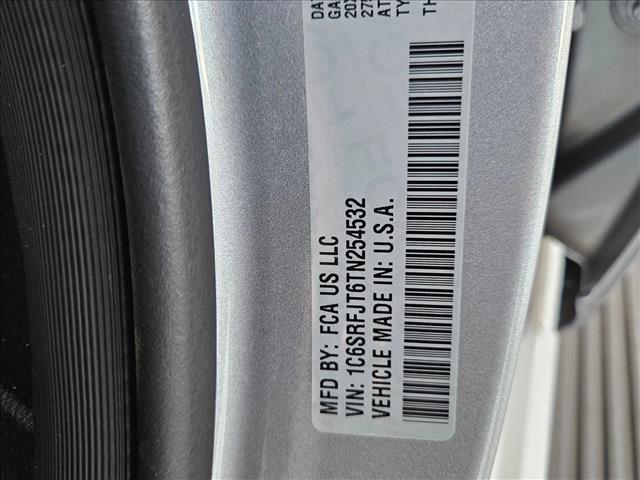 MFD BY: FCA US LLC
VIN: 1C6SRFJT6TN254532
VEHICLE MADE IN: U.S.A.